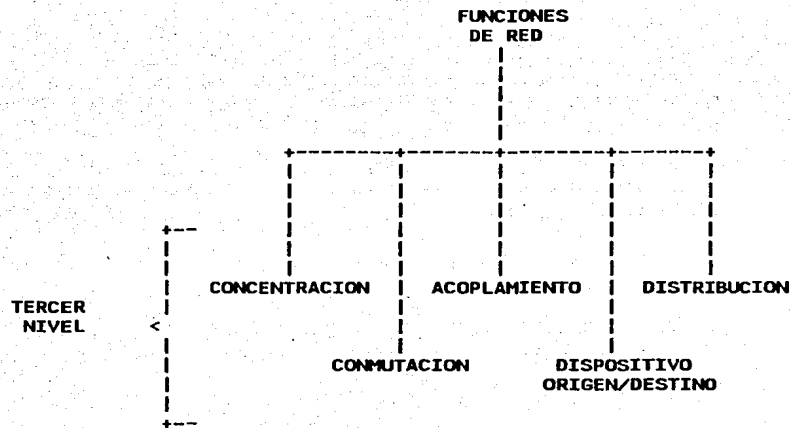 FUNCIONES
DE RED
CONCENTRACION ACOPLAMIENTO DISTRIBUCION
TERCER
NIVEL
CONMUTACION DISPOSITIVO
ORIGEN/DESTINO